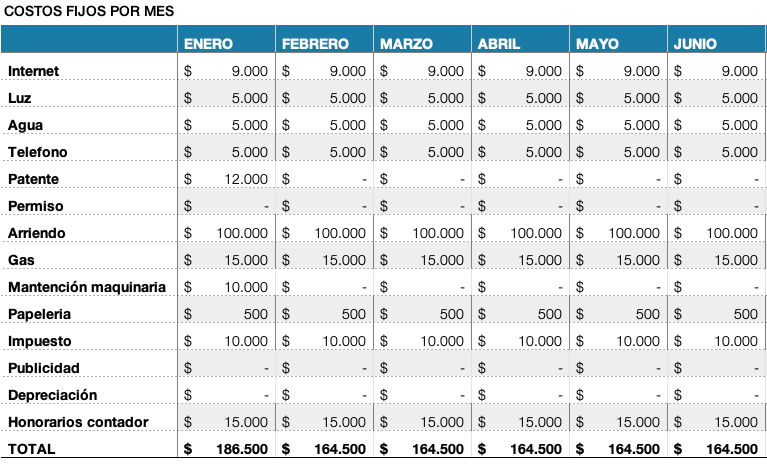 COSTOS FIJOS POR MES
ENERO FEBRERO MARZO ABRIL MAYO JUNIO
Internet $ 9.000 $ 9.000 $ 9.000 $ 9.000 $ 9.000 $ 9.000
Luz $ 5.000 $ 5.000 $ 5.000 $ 5.000 $ 5.000 $ 5.000
Agua $ 5.000 $ 5.000 $ 5.000 $ 5.000 $ 5.000 $ 5.000
Telefono $ 5.000 $ 5.000 $ 5.000 $ 5.000 $ 5.000 $ 5.000
Patente $ 12.000 $ - $ - $ - $ - $ -
Permiso $ - $ - $ - $ - $ - $ -
Arriendo $ 100.000 $ 100.000 $ 100.000 $ 100.000 $ 100.000 $ 100.000
Gas $ 15.000 $ 15.000 $ 15.000 $ 15.000 $ 15.000 $ 15.000
Mantención maquinaria $ 10.000 $ - $ - $ - $ - $ -
Papeleria $ 500 $ 500 $ 500 $ 500 $ 500 $ 500
Impuesto $ 10.000 $ 10.000 $ 10.000 $ 10.000 $ 10.000 $ 10.000
Publicidad $ - $ - $ - $ - $ - $ -
Depreciación $ - $ - $ - $ - $ - $ -
Honorarios contador $ 15.000 $ 15.000 $ 15.000 $ 15.000 $ 15.000 $ 15.000
TOTAL $ 186.500 $ 164.500 $ 164.500 $ 164.500 $ 164.500 $ 164.500